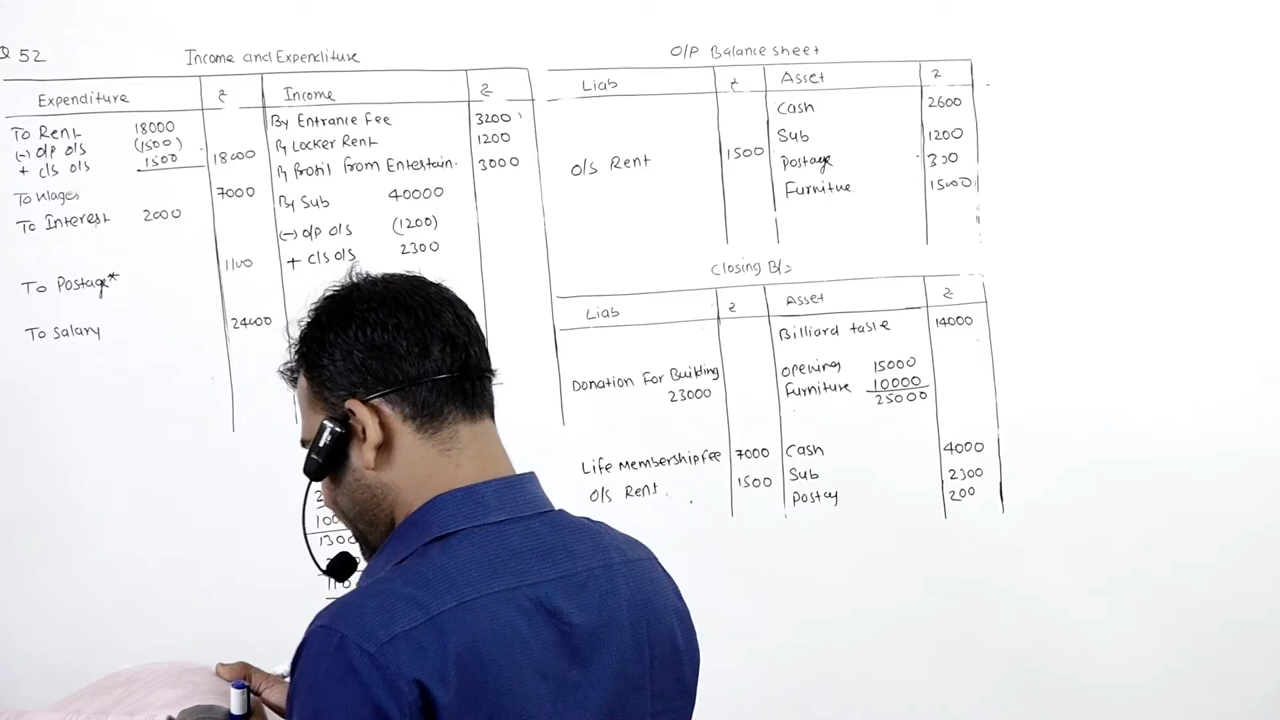 Q 52
Income and Expenditure
Expenditure ₹ Income ₹
To Rent 18000
(-) O/P O/s (1500)
+ cls o/s 1500 18000
To Wages 7000
To Interest 2000
1100
To Postage*
To Salary 24000
By Entrance Fee 3200
By Locker Rent 1200
By Profit from Entertain. 3000
By Sub 40000
(-) O/P O/s (1200)
+ cls o/s 2300
1300
O/P Balance sheet
Liab ₹ Asset ₹
Cash 2600
Sub 1200
O/s Rent 1500 Postage 300
Furniture 15000
Closing B/s
Liab ₹ Asset ₹
Billiard table 14000
Donation For Building
23000
opening 15000
Furniture 10000
25000
Life Membership fee 7000 Cash 4000
O/s Rent 1500 Sub 2300
Postag 200